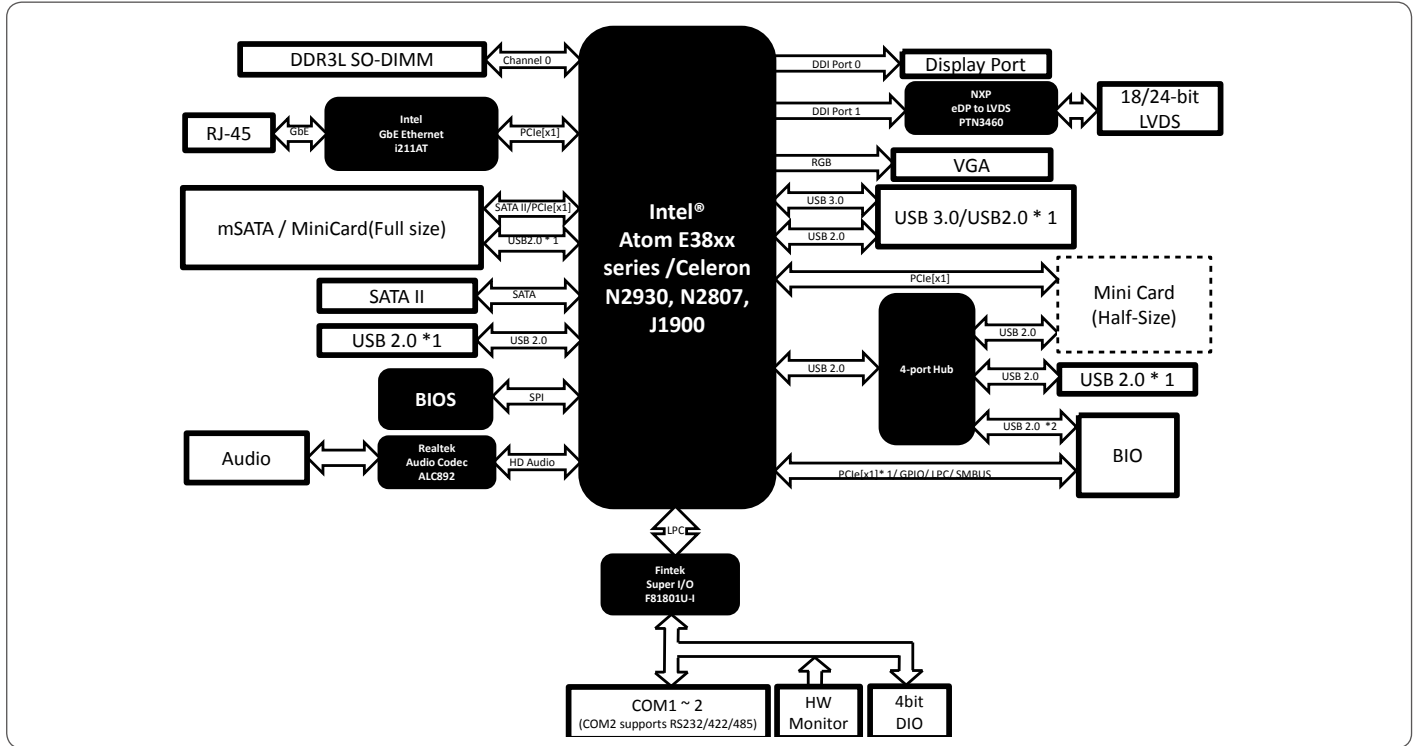 DDR3L SO-DIMM
Channel 0
DDI Port 0
Display Port
RJ-45
GbE
Intel
GbE Ethernet
i211AT
PCIe[x1]
DDI Port 1
NXP
eDP to LVDS
PTN3460
18/24-bit
LVDS
RGB
VGA
mSATA / MiniCard(Full size)
SATA II/PCIe[x1]
USB2.0 * 1
Intel®
Atom E38xx
series /Celeron
N2930, N2807,
J1900
USB 3.0
USB 2.0
USB 3.0/USB2.0 * 1
SATA II
SATA
PCIe[x1]
Mini Card
(Half-Size)
USB 2.0 *1
USB 2.0
USB 2.0
4-port Hub
USB 2.0
USB 2.0
USB 2.0 * 1
BIOS
SPI
USB 2.0 *2
BIO
Audio
Realtek
Audio Codec
ALC892
HD Audio
PCIe[x1]* 1/ GPIO/ LPC/ SMBUS
LPC
Fintek
Super I/O
F81801U-I
COM1 ~ 2
(COM2 supports RS232/422/485)
HW
Monitor
4bit
DIO